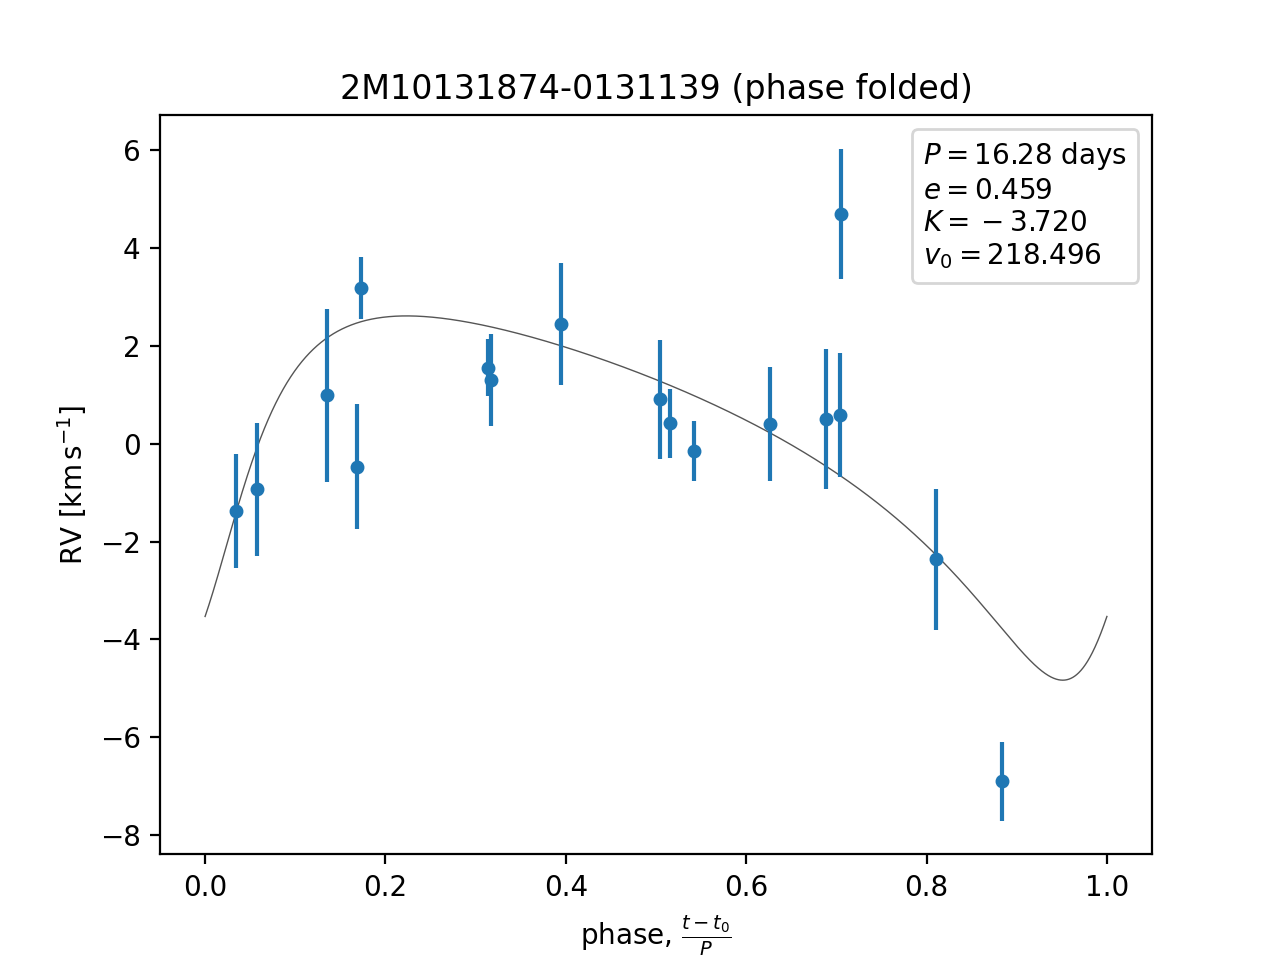 2M10131874-0131139 (phase folded)
P = 16.28 days
e = 0.459
K = −3.720
v₀ = 218.496
RV [km s⁻¹]
6
4
2
0
−2
−4
−6
−8
0.0 0.2 0.4 0.6 0.8 1.0
phase, (t − t₀)/P